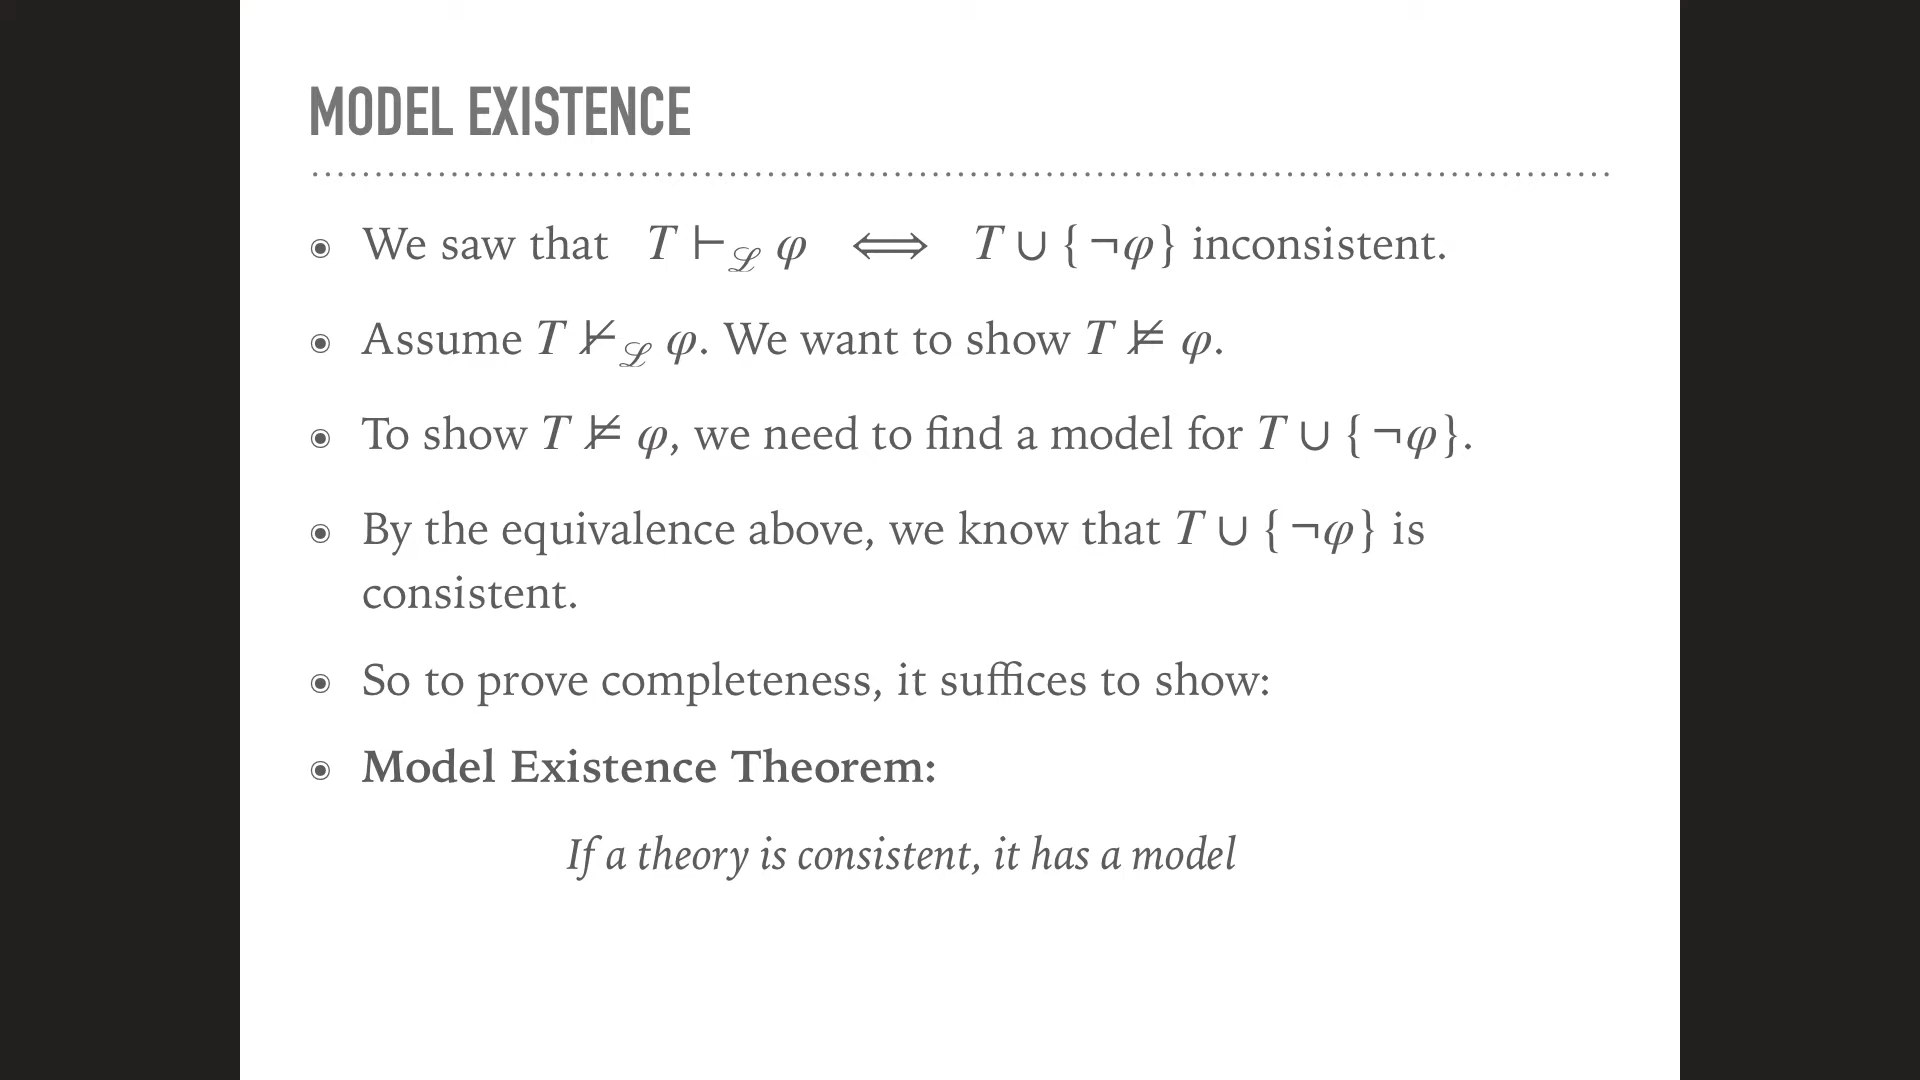 MODEL EXISTENCE
We saw that T ⊢_ℒ φ ⟺ T ∪ {¬φ} inconsistent.
Assume T ⊬_ℒ φ. We want to show T ⊭ φ.
To show T ⊭ φ, we need to find a model for T ∪ {¬φ}.
By the equivalence above, we know that T ∪ {¬φ} is
consistent.
So to prove completeness, it suffices to show:
Model Existence Theorem:
If a theory is consistent, it has a model